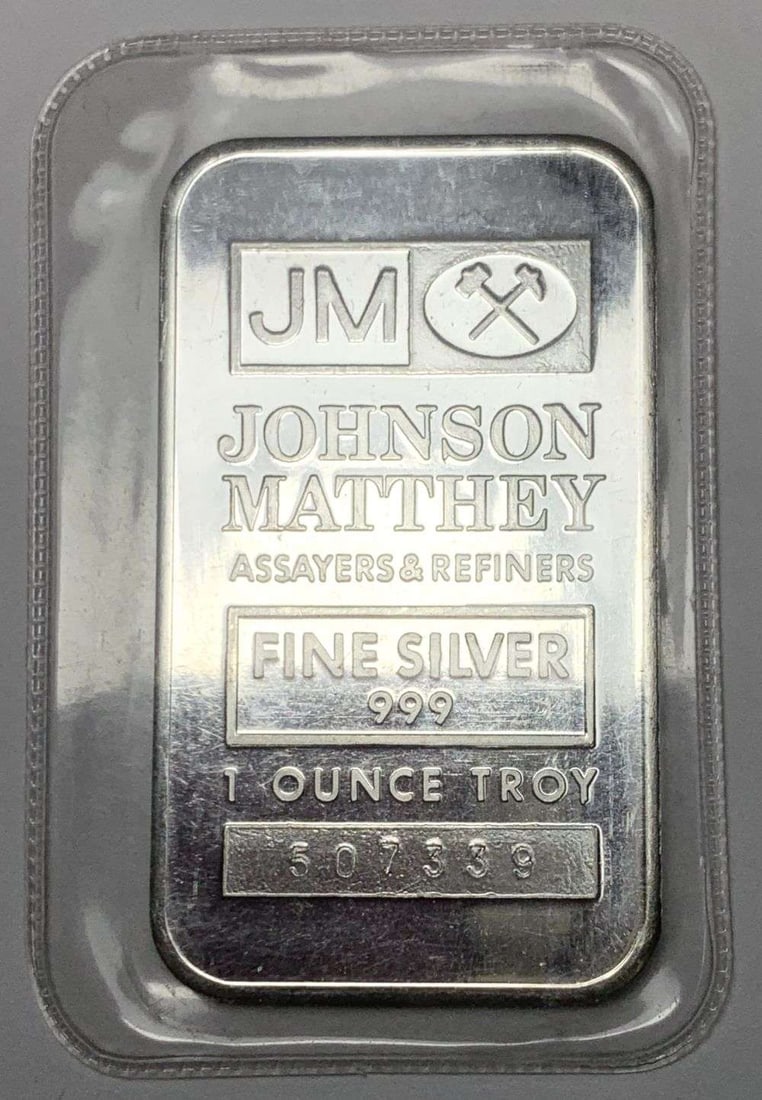 JM
JOHNSON
MATTHEY
ASSAYERS & REFINERS
FINE SILVER
999
1 OUNCE TROY
507339